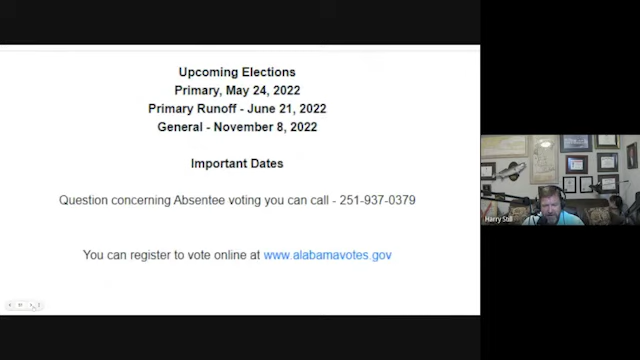 Upcoming Elections
Primary, May 24, 2022
Primary Runoff - June 21, 2022
General - November 8, 2022
Important Dates
Question concerning Absentee voting you can call - 251-937-0379
You can register to vote online at www.alabamavotes.gov
Harry Still